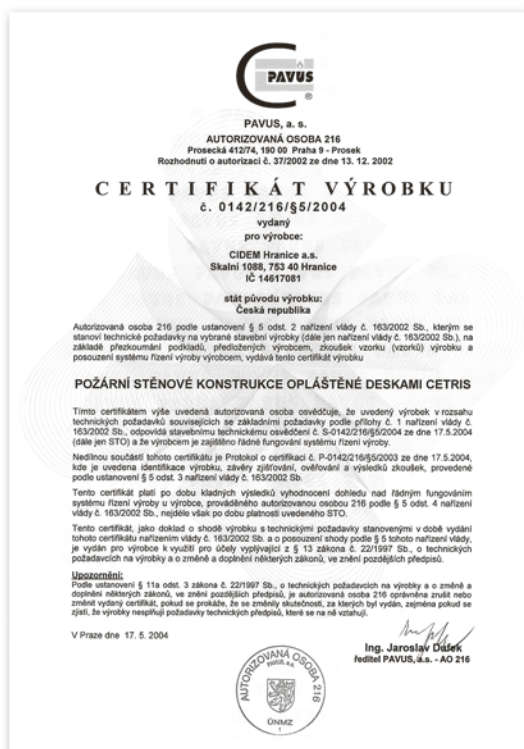 PAVUS
®
PAVUS, a. s.
AUTORIZOVANÁ OSOBA 216
Prosecká 412/74, 190 00 Praha 9 - Prosek
Rozhodnutí o autorizaci č. 37/2002 ze dne 13. 12. 2002
CERTIFIKÁT VÝROBKU
č. 0142/216/§5/2004
vydaný
pro výrobce:
CIDEM Hranice a.s.
Skalní 1088, 753 40 Hranice
IČ 14617081
stát původu výrobku:
Česká republika
Autorizovaná osoba 216 podle ustanovení § 5 odst. 2 nařízení vlády č. 163/2002 Sb., kterým se
stanoví technické požadavky na vybrané stavební výrobky (dále jen nařízení vlády č. 163/2002 Sb.), na
základě přezkoumání podkladů, předložených výrobcem, zkoušek vzorku (vzorků) výrobku a
posouzení systému řízení výroby výrobcem, vydává tento certifikát výrobku
POŽÁRNÍ STĚNOVÉ KONSTRUKCE OPLÁŠTĚNÉ DESKAMI CETRIS
Tímto certifikátem výše uvedená autorizovaná osoba osvědčuje, že uvedený výrobek v rozsahu
technických požadavků souvisejících se základními požadavky podle přílohy č. 1 nařízení vlády č.
163/2002 Sb., odpovídá stavebnímu technickému osvědčení č. S-0142/216/§5/2004 ze dne 17.5.2004
(dále jen STO) a že výrobcem je zajištěno řádné fungování systému řízení výroby.
Nedílnou součástí tohoto certifikátu je Protokol o certifikaci č. P-0142/216/§5/2003 ze dne 17.5.2004,
kde je uvedena identifikace výrobku, závěry zjišťování, ověřování a výsledků zkoušek, provedené
podle ustanovení § 5 odst. 3 nařízení vlády č. 163/2002 Sb.
Tento certifikát platí po dobu kladných výsledků vyhodnocení dohledu nad řádným fungováním
systému řízení výroby u výrobce, prováděného autorizovanou osobou 216 podle § 5 odst. 4 nařízení
vlády č. 163/2002 Sb., nejdéle však po dobu platnosti uvedeného STO.
Tento certifikát, jako doklad o shodě výrobku s technickými požadavky stanovenými v době vydání
tohoto certifikátu nařízením vlády č. 163/2002 Sb. a o posouzení shody podle § 5 tohoto nařízení vlády,
je vydán pro výrobce k využití pro účely vyplývající z § 13 zákona č. 22/1997 Sb., o technických
požadavcích na výrobky a o změně a doplnění některých zákonů, ve znění pozdějších předpisů.
Upozornění:
Podle ustanovení § 11a odst. 3 zákona č. 22/1997 Sb., o technických požadavcích na výrobky a o změně a
doplnění některých zákonů, ve znění pozdějších předpisů, je autorizovaná osoba 216 oprávněna zrušit nebo
změnit vydaný certifikát, pokud se prokáže, že se změnily skutečnosti, za kterých byl vydán, zejména pokud se
zjistí, že výrobky nesplňují požadavky technických předpisů, které se na ně vztahují.
V Praze dne 17. 5. 2004
Ing. Jaroslav Dufek
ředitel PAVUS, a.s. - AO 216
AUTORIZOVANÁ OSOBA 216
PAVUS, a.s.
ÚNMZ
1